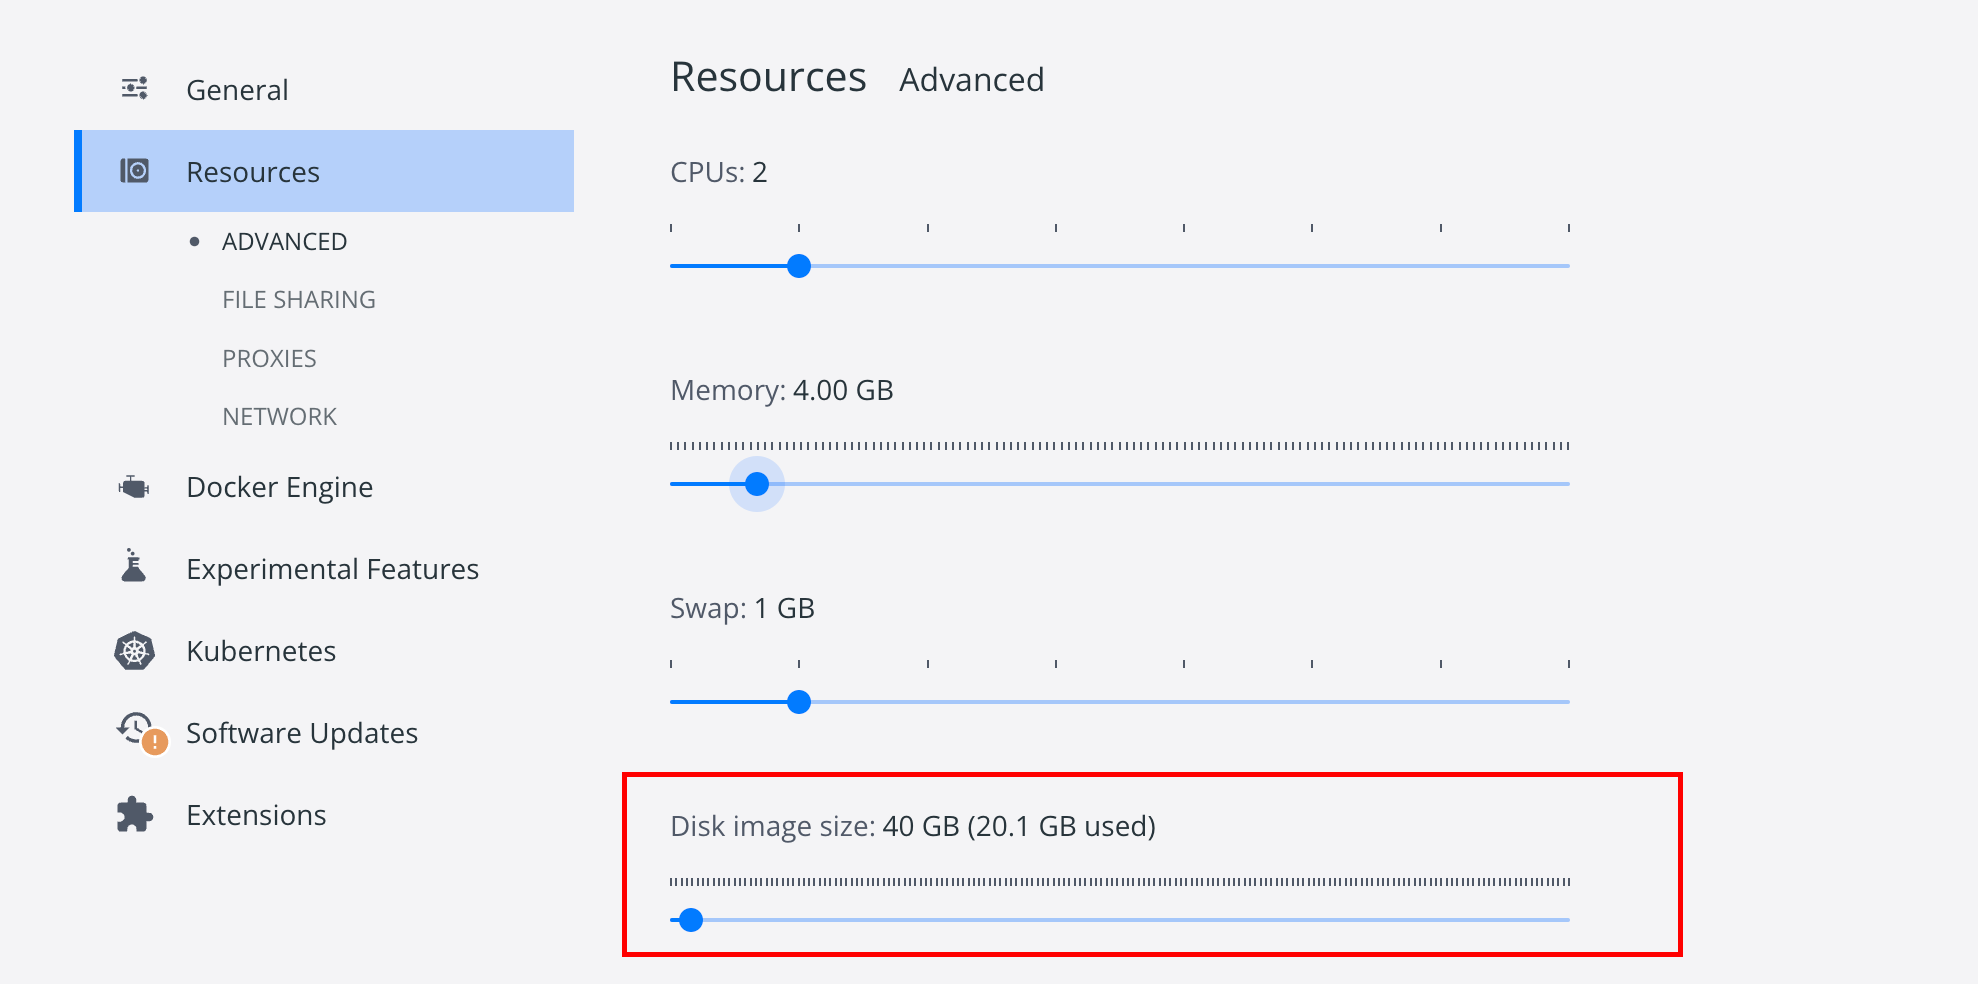 General
Resources
ADVANCED
FILE SHARING
PROXIES
NETWORK
Docker Engine
Experimental Features
Kubernetes
Software Updates
Extensions
Resources Advanced
CPUs: 2
Memory: 4.00 GB
Swap: 1 GB
Disk image size: 40 GB (20.1 GB used)